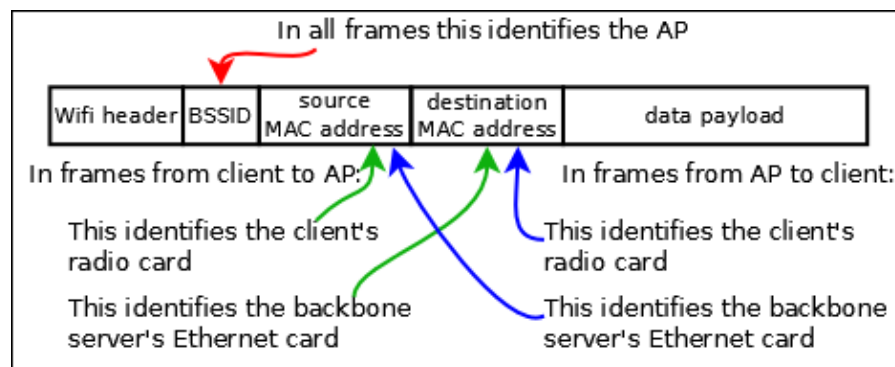 In all frames this identifies the AP
Wifi header
BSSID
source
MAC address
destination
MAC address
data payload
In frames from client to AP:
In frames from AP to client:
This identifies the client's
radio card
This identifies the client's
radio card
This identifies the backbone
server's Ethernet card
This identifies the backbone
server's Ethernet card